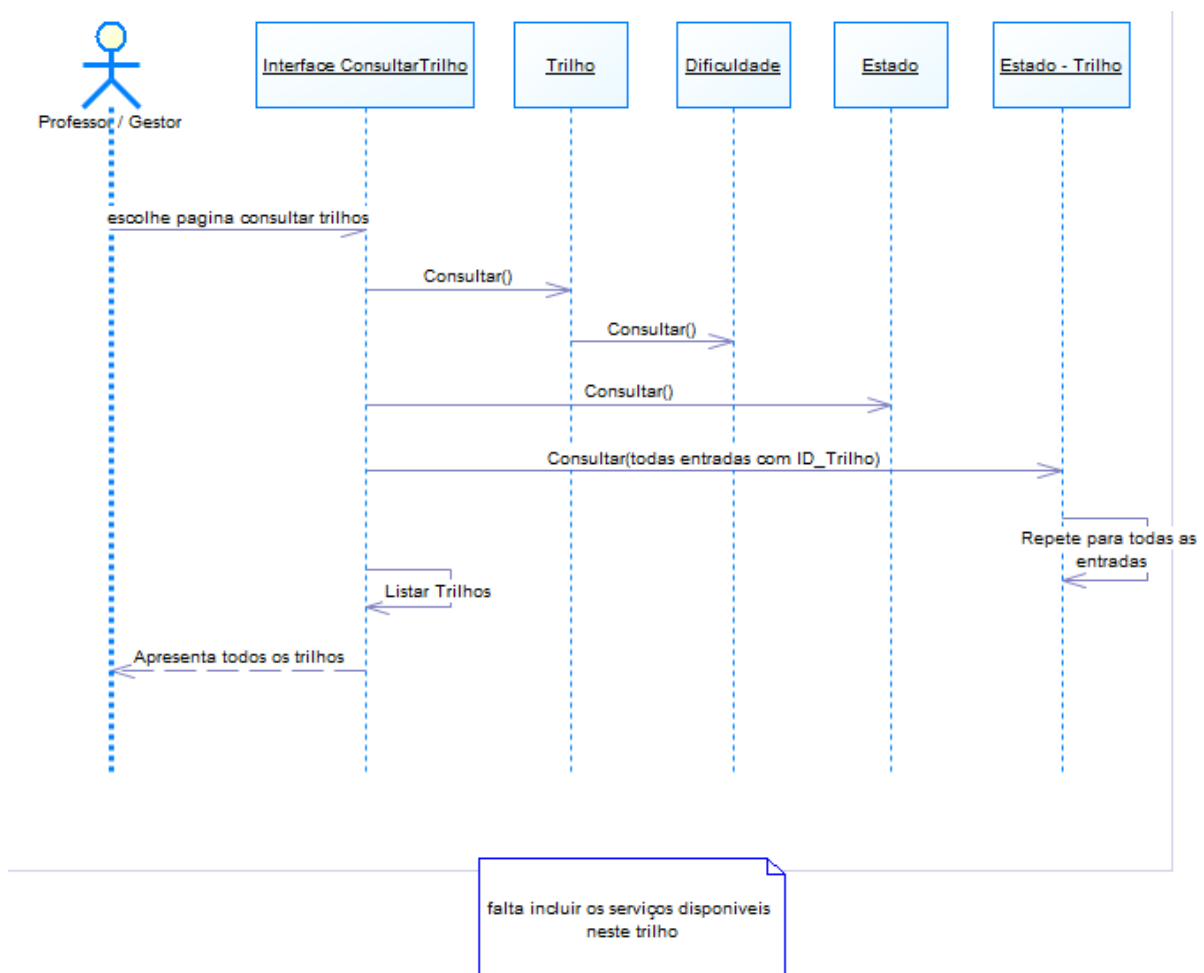 Professor / Gestor
Interface ConsultarTrilho
Trilho
Dificuldade
Estado
Estado - Trilho
escolhe pagina consultar trilhos
Consultar()
Consultar()
Consultar()
Consultar(todas entradas com ID_Trilho)
Repete para todas as
entradas
Listar Trilhos
Apresenta todos os trilhos
falta incluir os serviços disponiveis
neste trilho